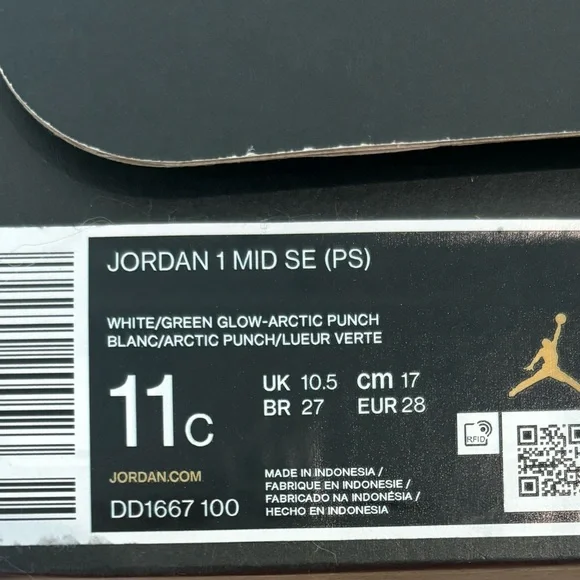 JORDAN 1 MID SE (PS)
WHITE/GREEN GLOW-ARCTIC PUNCH
BLANC/ARCTIC PUNCH/LUEUR VERTE
11C
UK 10.5 cm 17
BR 27 EUR 28
RFID
JORDAN.COM
DD1667 100
MADE IN INDONESIA /
FABRIQUE EN INDONESIE /
FABRICADO NA INDONÉSIA /
HECHO EN INDONESIA